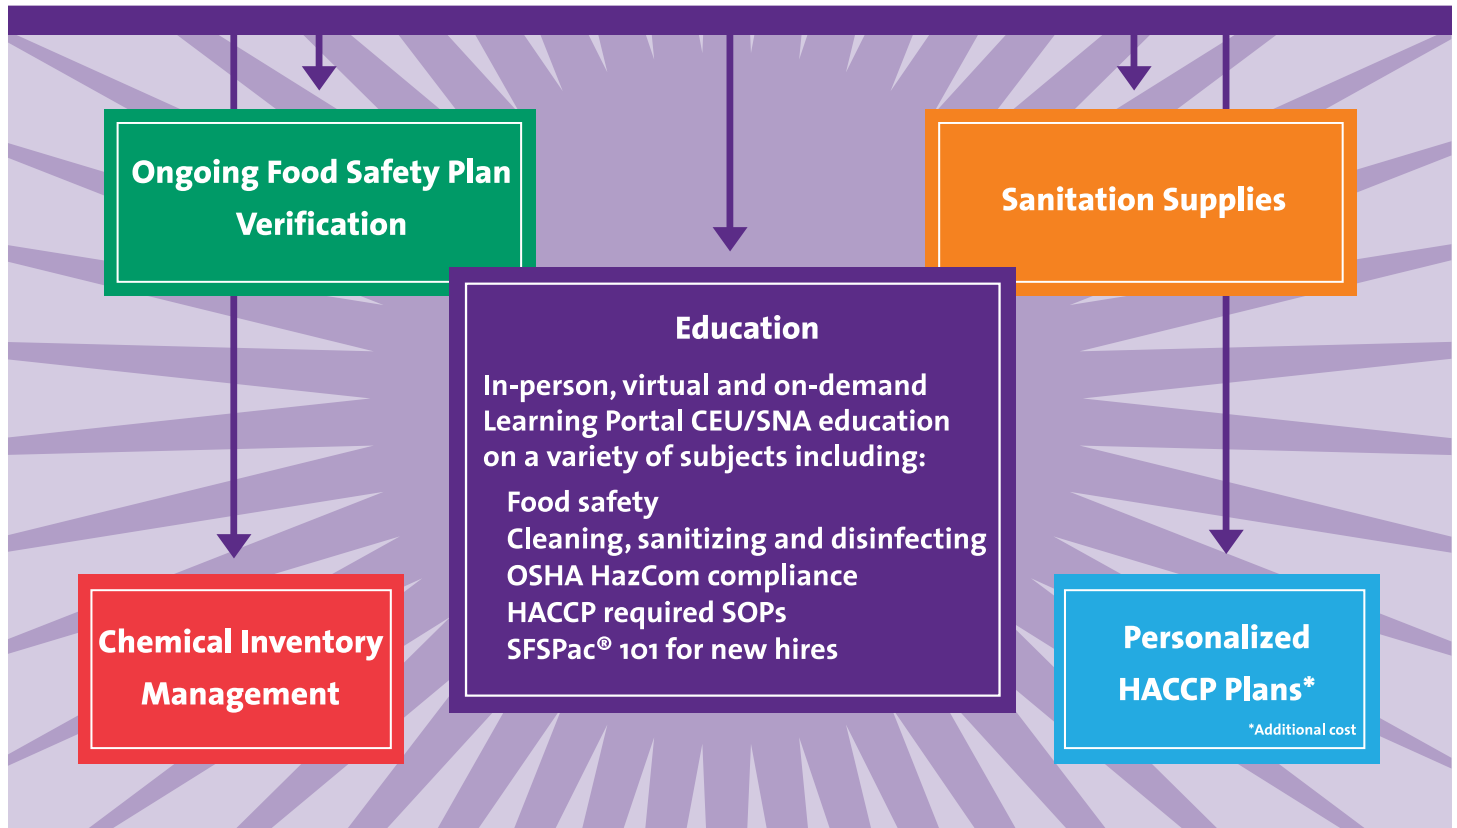 Ongoing Food Safety Plan
Verification
Sanitation Supplies
Education
In-person, virtual and on-demand
Learning Portal CEU/SNA education
on a variety of subjects including:
Food safety
Cleaning, sanitizing and disinfecting
OSHA HazCom compliance
HACCP required SOPs
SFSPac® 101 for new hires
Chemical Inventory
Management
Personalized
HACCP Plans*
*Additional cost